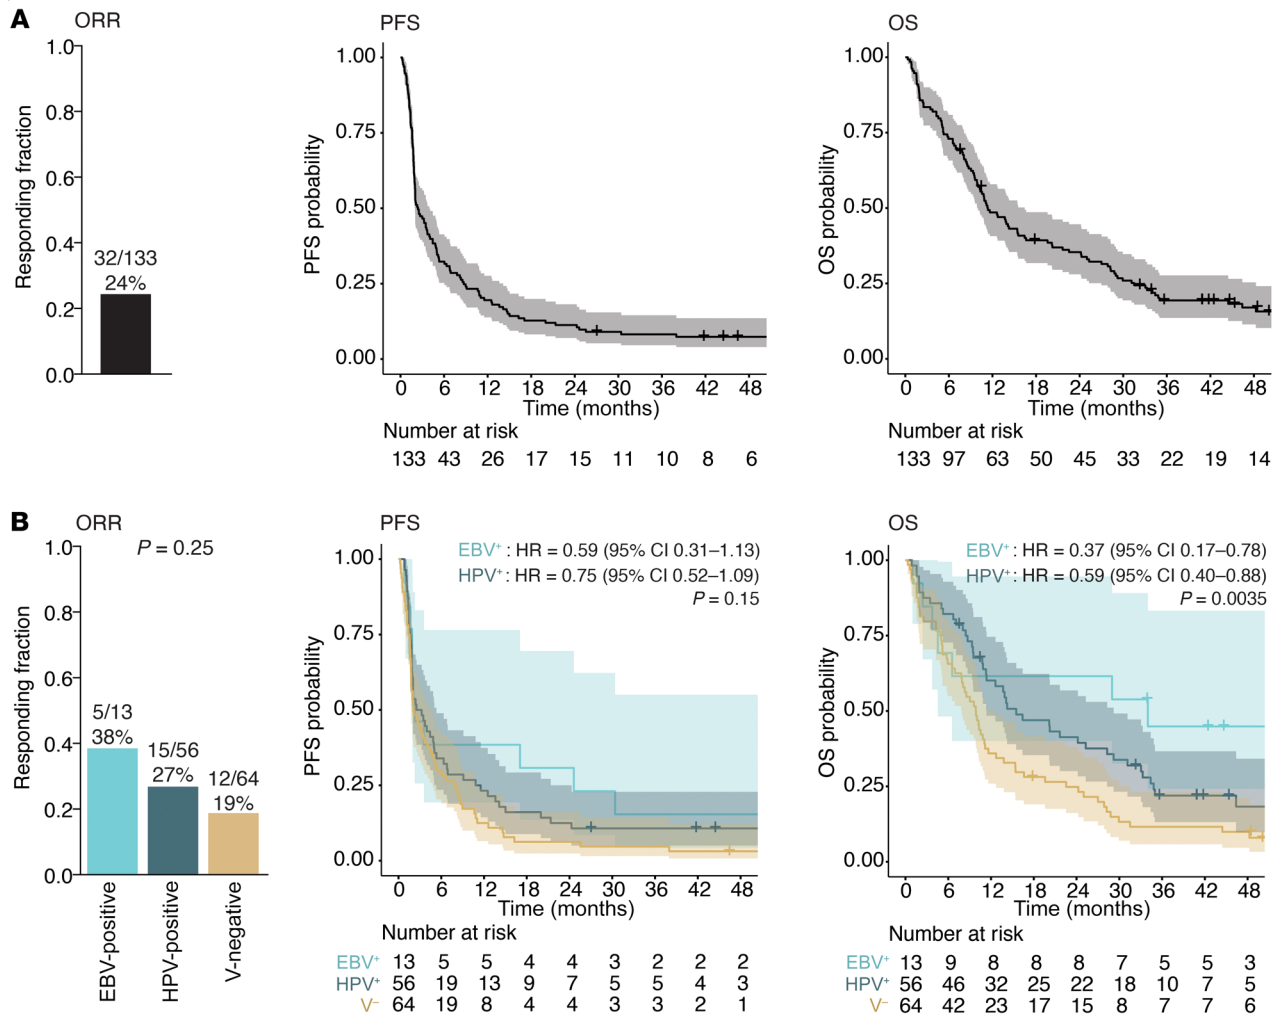 A
ORR
Responding fraction
1.0
0.8
0.6
0.4
0.2
0.0
32/133
24%
PFS
PFS probability
1.00
0.75
0.50
0.25
0.00
0 6 12 18 24 30 36 42 48
Time (months)
Number at risk
133 43 26 17 15 11 10 8 6
OS
OS probability
1.00
0.75
0.50
0.25
0.00
0 6 12 18 24 30 36 42 48
Time (months)
Number at risk
133 97 63 50 45 33 22 19 14
B
ORR
P = 0.25
Responding fraction
1.0
0.8
0.6
0.4
0.2
0.0
5/13
38%
15/56
27%
12/64
19%
EBV-positive
HPV-positive
V-negative
PFS
EBV⁺ : HR = 0.59 (95% CI 0.31–1.13)
HPV⁺ : HR = 0.75 (95% CI 0.52–1.09)
P = 0.15
PFS probability
1.00
0.75
0.50
0.25
0.00
0 6 12 18 24 30 36 42 48
Time (months)
Number at risk
EBV⁺ 13 5 5 4 4 3 2 2 2
HPV⁺ 56 19 13 9 7 5 5 4 3
V⁻ 64 19 8 4 4 3 3 2 1
OS
EBV⁺ : HR = 0.37 (95% CI 0.17–0.78)
HPV⁺ : HR = 0.59 (95% CI 0.40–0.88)
P = 0.0035
OS probability
1.00
0.75
0.50
0.25
0.00
0 6 12 18 24 30 36 42 48
Time (months)
Number at risk
EBV⁺ 13 9 8 8 8 7 5 5 3
HPV⁺ 56 46 32 25 22 18 10 7 5
V⁻ 64 42 23 17 15 8 7 7 6